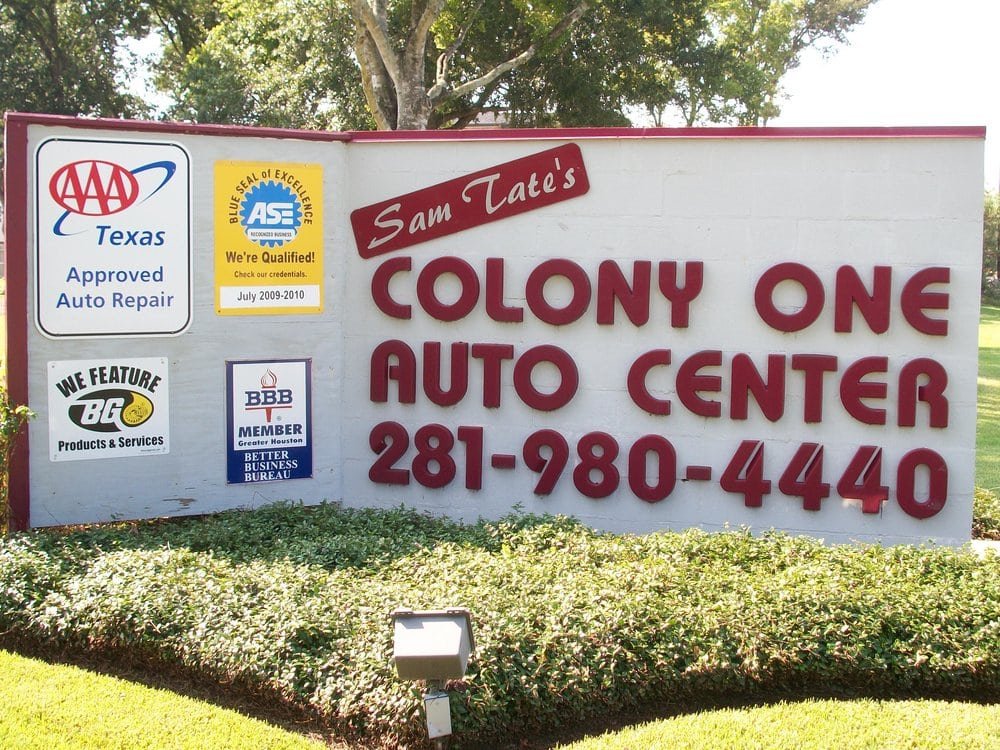 AAA
Texas
Approved
Auto Repair
BLUE SEAL of EXCELLENCE
ASE
RECOGNIZED BUSINESS
We're Qualified!
Check our credentials.
July 2009-2010
WE FEATURE
BG
Products & Services
BBB
MEMBER
Greater Houston
BETTER
BUSINESS
BUREAU
Sam Tate's
COLONY ONE
AUTO CENTER
281-980-4440